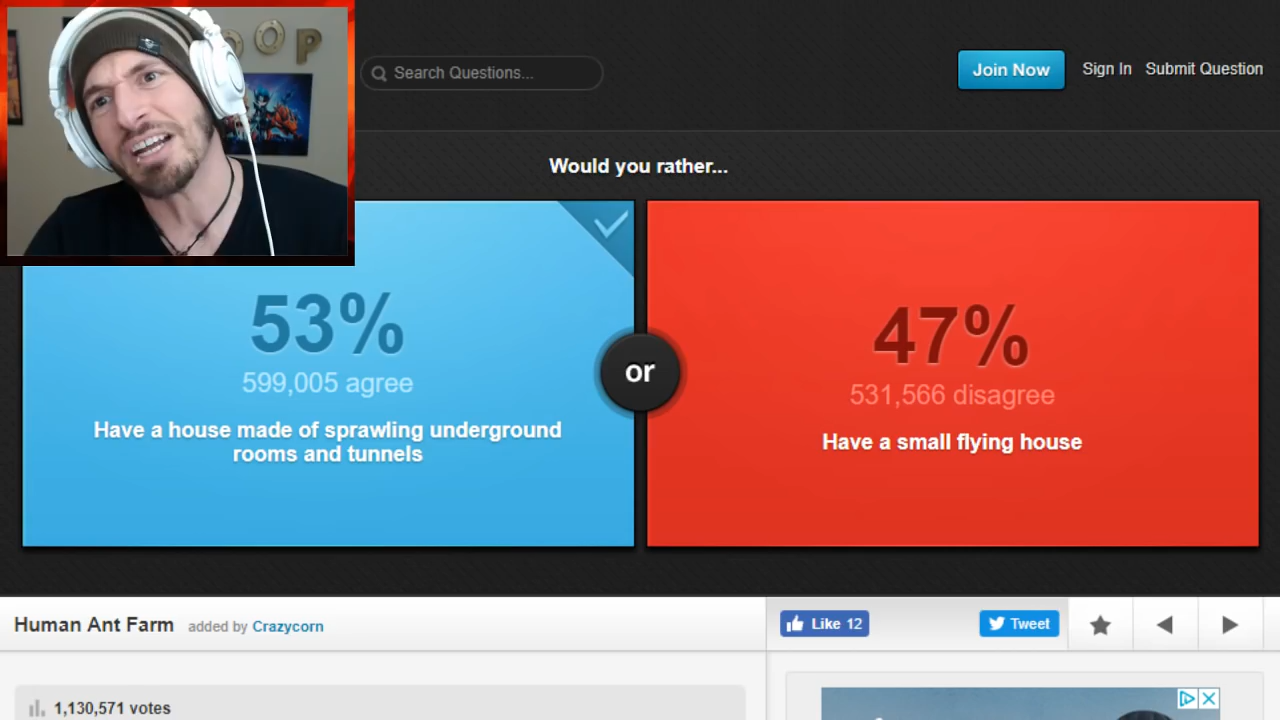 OOP
Search Questions...
Join Now
Sign In
Submit Question
Would you rather...
53%
599,005 agree
Have a house made of sprawling underground
rooms and tunnels
or
47%
531,566 disagree
Have a small flying house
Human Ant Farm added by Crazycorn
Like 12
Tweet
1,130,571 votes